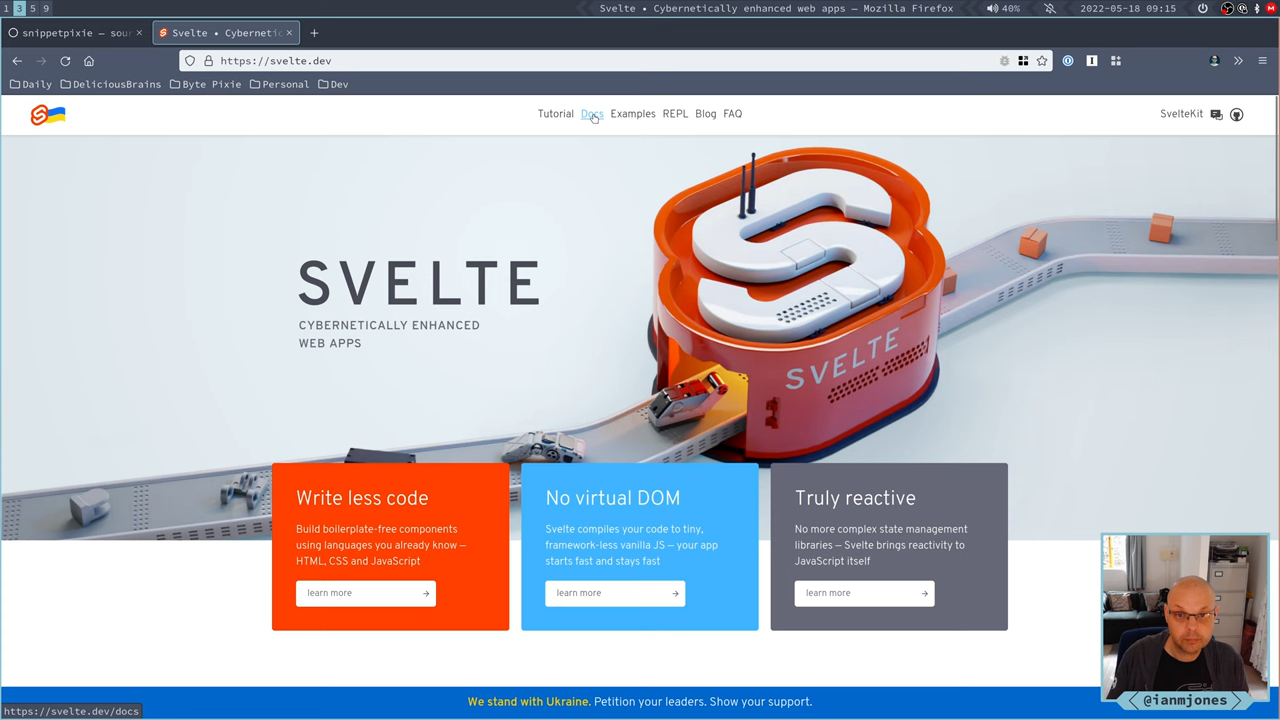 1 3 5 9
Svelte • Cybernetically enhanced web apps — Mozilla Firefox
40%
2022-05-18 09:15
snippetpixie — sour
Svelte • Cybernetic
https://svelte.dev
Daily
DeliciousBrains
Byte Pixie
Personal
Dev
Tutorial Docs Examples REPL Blog FAQ
SvelteKit
SVELTE
CYBERNETICALLY ENHANCED
WEB APPS
SVELTE
Write less code
Build boilerplate-free components
using languages you already know —
HTML, CSS and JavaScript
learn more
No virtual DOM
Svelte compiles your code to tiny,
framework-less vanilla JS — your app
starts fast and stays fast
learn more
Truly reactive
No more complex state management
libraries — Svelte brings reactivity to
JavaScript itself
learn more
We stand with Ukraine. Petition your leaders. Show your support.
@ianmjones
https://svelte.dev/docs